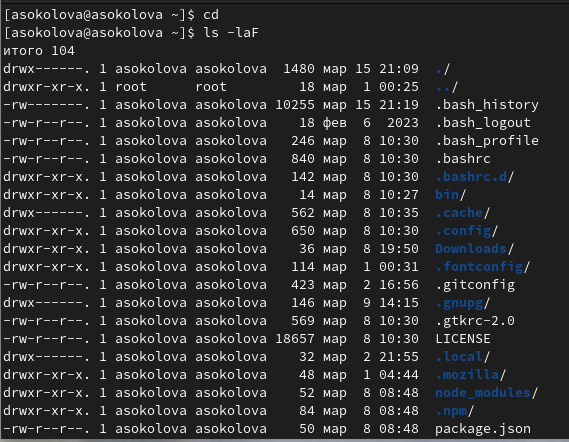 [asokolova@asokolova ~]$ cd
[asokolova@asokolova ~]$ ls -laF
итого 104
drwx------. 1 asokolova asokolova  1480 мар 15 21:09  ./
drwxr-xr-x. 1 root      root         18 мар  1 00:25  ../
-rw-------. 1 asokolova asokolova 10255 мар 15 21:19  .bash_history
-rw-r--r--. 1 asokolova asokolova    18 фев  6  2023  .bash_logout
-rw-r--r--. 1 asokolova asokolova   246 мар  8 10:30  .bash_profile
-rw-r--r--. 1 asokolova asokolova   840 мар  8 10:30  .bashrc
drwxr-xr-x. 1 asokolova asokolova   142 мар  8 10:30  .bashrc.d/
drwxr-xr-x. 1 asokolova asokolova    14 мар  8 10:27  bin/
drwx------. 1 asokolova asokolova   562 мар  8 10:35  .cache/
drwxr-xr-x. 1 asokolova asokolova   650 мар  8 10:30  .config/
drwxr-xr-x. 1 asokolova asokolova    36 мар  8 19:50  Downloads/
drwxr-xr-x. 1 asokolova asokolova   114 мар  1 00:31  .fontconfig/
-rw-r--r--. 1 asokolova asokolova   423 мар  2 16:56  .gitconfig
drwx------. 1 asokolova asokolova   146 мар  9 14:15  .gnupg/
-rw-r--r--. 1 asokolova asokolova   569 мар  8 10:30  .gtkrc-2.0
-rw-r--r--. 1 asokolova asokolova 18657 мар  8 10:30  LICENSE
drwx------. 1 asokolova asokolova    32 мар  2 21:55  .local/
drwxr-xr-x. 1 asokolova asokolova    48 мар  1 04:44  .mozilla/
drwxr-xr-x. 1 asokolova asokolova    52 мар  8 08:48  node_modules/
drwxr-xr-x. 1 asokolova asokolova    84 мар  8 08:48  .npm/
-rw-r--r--. 1 asokolova asokolova    50 мар  8 08:48  package.json